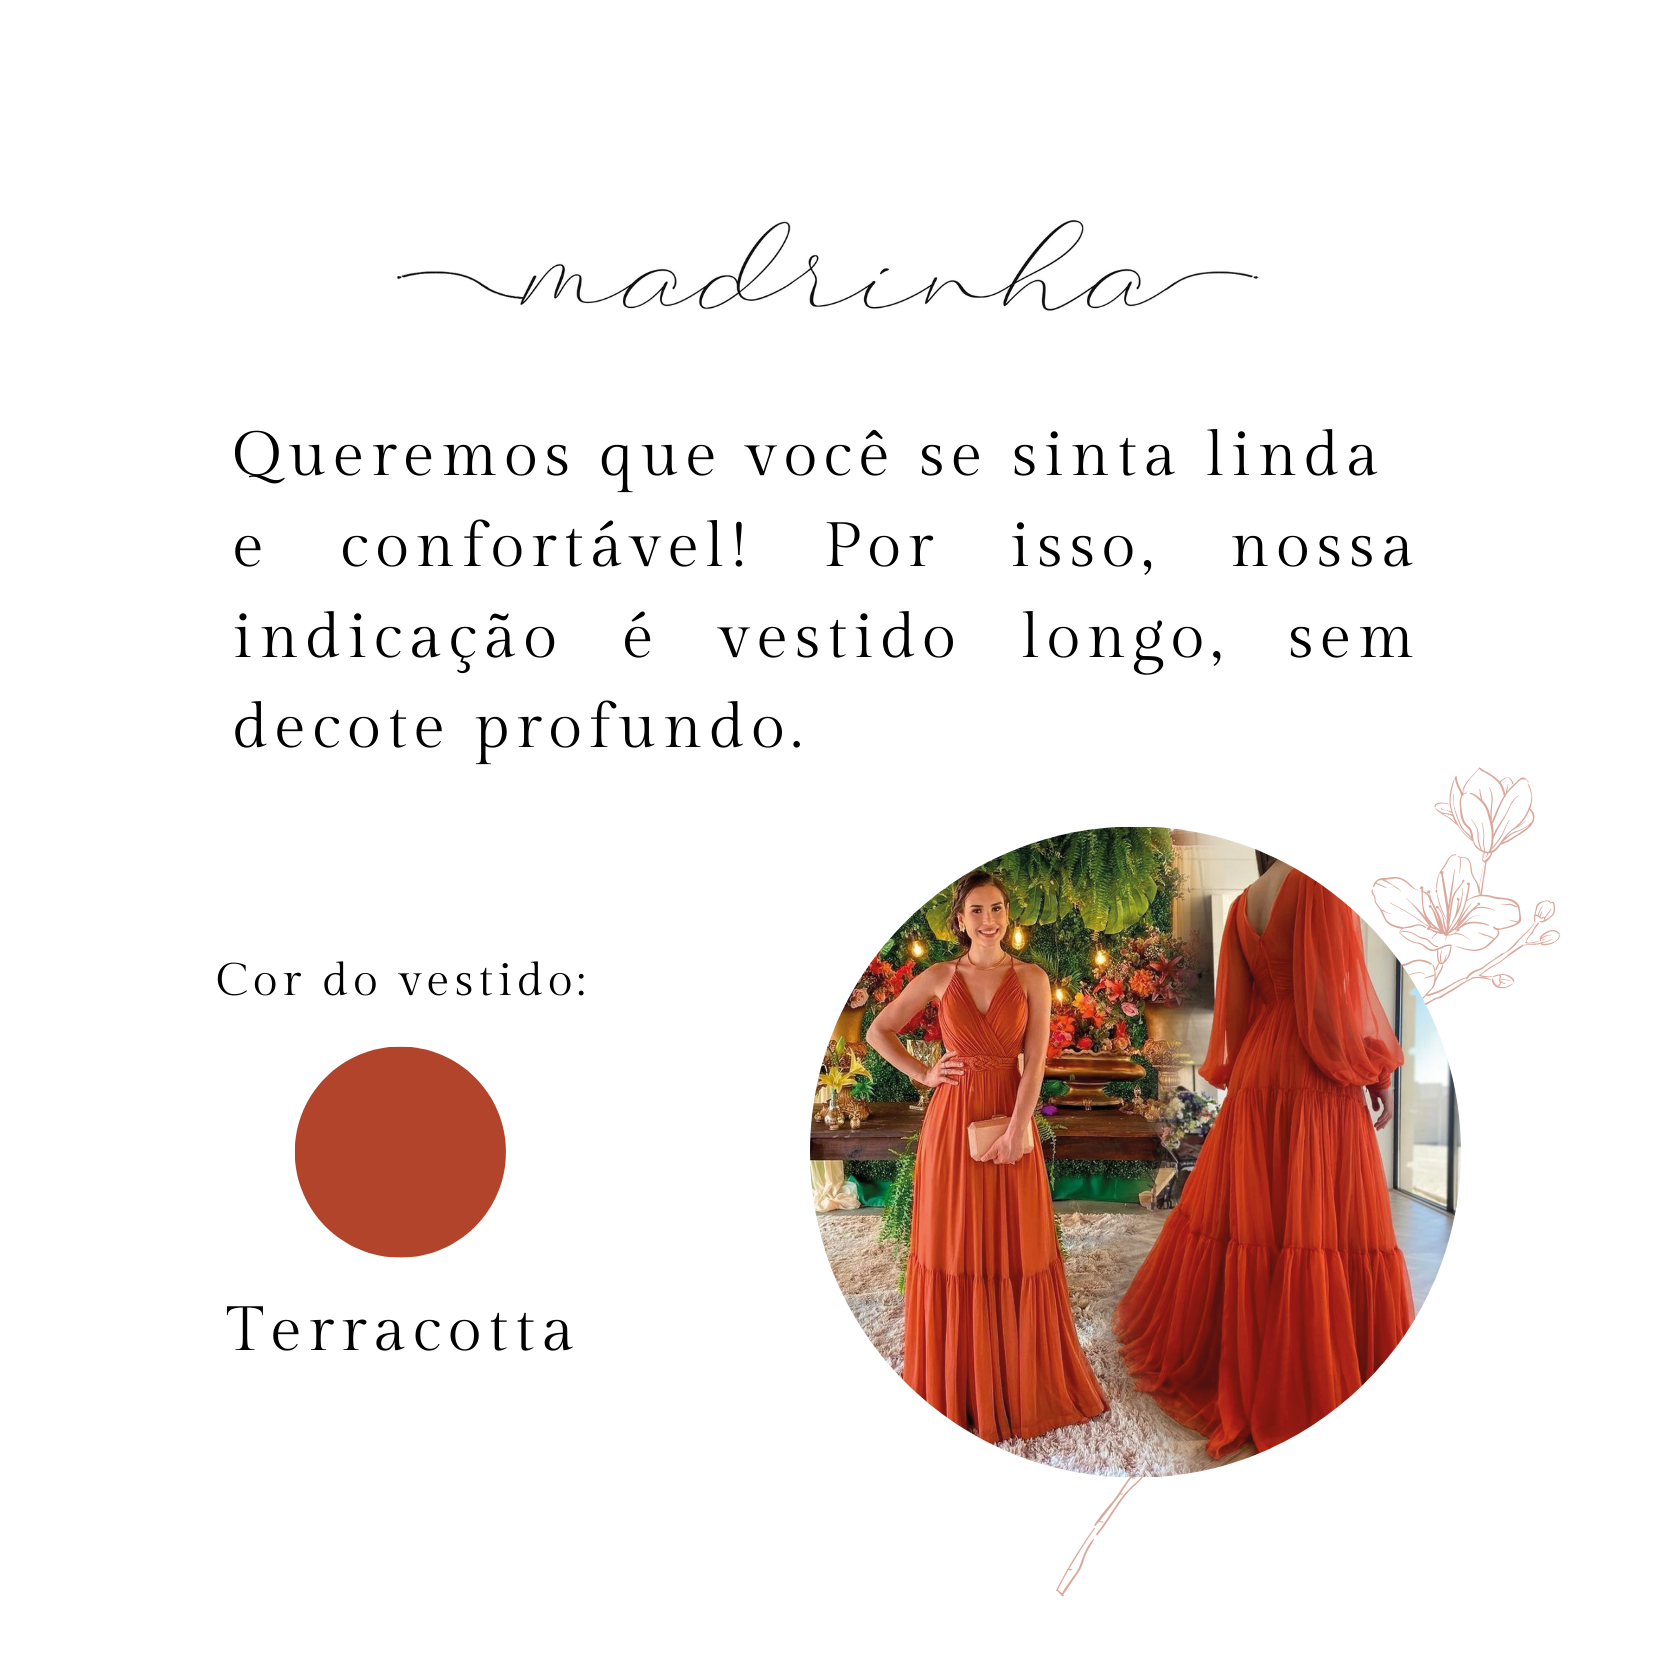 madrinha
Queremos que você se sinta linda
e confortável! Por isso, nossa
indicação é vestido longo, sem
decote profundo.
Cor do vestido:
Terracotta